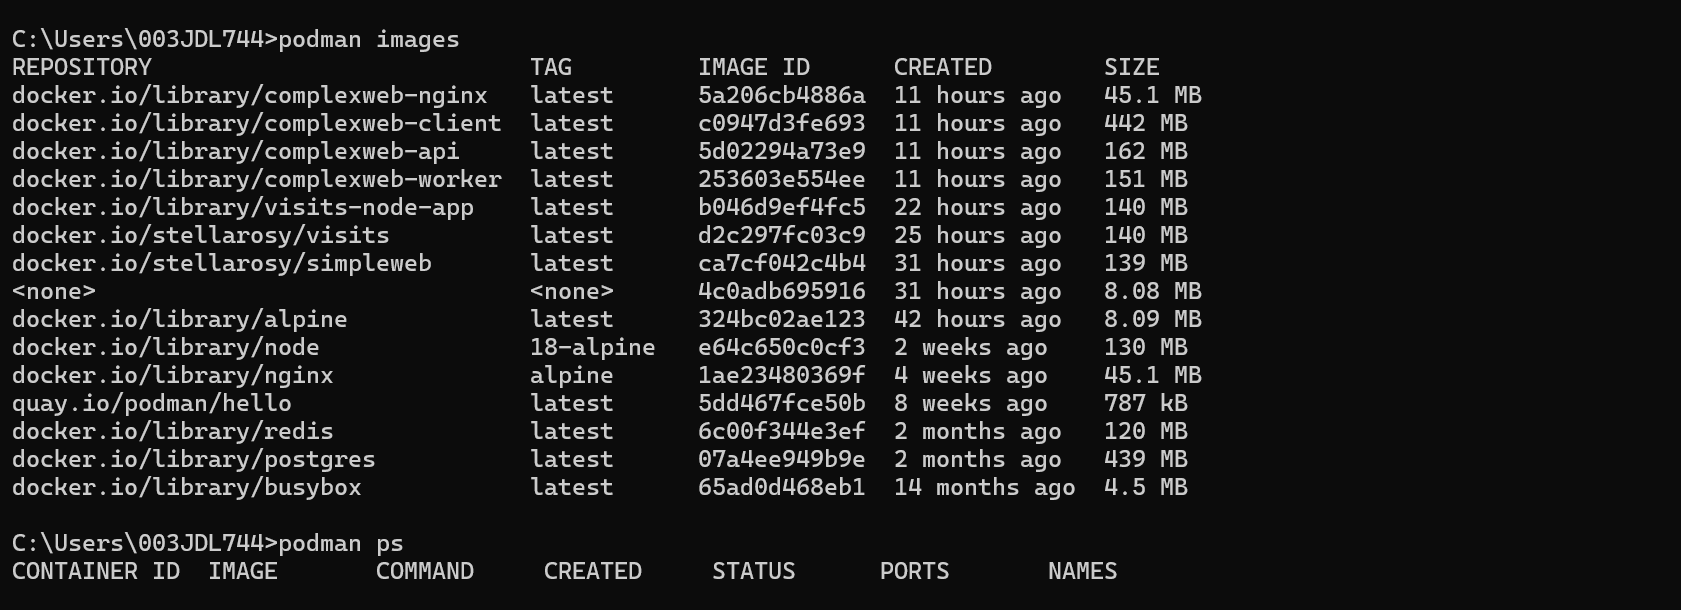 C:\Users\003JDL744>podman images
REPOSITORY                           TAG         IMAGE ID      CREATED        SIZE
docker.io/library/complexweb-nginx   latest      5a206cb4886a  11 hours ago   45.1 MB
docker.io/library/complexweb-client  latest      c0947d3fe693  11 hours ago   442 MB
docker.io/library/complexweb-api     latest      5d02294a73e9  11 hours ago   162 MB
docker.io/library/complexweb-worker  latest      253603e554ee  11 hours ago   151 MB
docker.io/library/visits-node-app    latest      b046d9ef4fc5  22 hours ago   140 MB
docker.io/stellarosy/visits          latest      d2c297fc03c9  25 hours ago   140 MB
docker.io/stellarosy/simpleweb       latest      ca7cf042c4b4  31 hours ago   139 MB
<none>                               <none>      4c0adb695916  31 hours ago   8.08 MB
docker.io/library/alpine             latest      324bc02ae123  42 hours ago   8.09 MB
docker.io/library/node               18-alpine   e64c650c0cf3  2 weeks ago    130 MB
docker.io/library/nginx              alpine      1ae23480369f  4 weeks ago    45.1 MB
quay.io/podman/hello                 latest      5dd467fce50b  8 weeks ago    787 kB
docker.io/library/redis              latest      6c00f344e3ef  2 months ago   120 MB
docker.io/library/postgres           latest      07a4ee949b9e  2 months ago   439 MB
docker.io/library/busybox            latest      65ad0d468eb1  14 months ago  4.5 MB
C:\Users\003JDL744>podman ps
CONTAINER ID  IMAGE       COMMAND     CREATED     STATUS      PORTS       NAMES